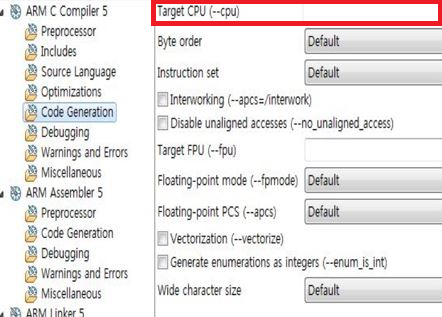 ARM C Compiler 5
Preprocessor
Includes
Source Language
Optimizations
Code Generation
Debugging
Warnings and Errors
Miscellaneous
ARM Assembler 5
Preprocessor
Code Generation
Debugging
Warnings and Errors
Miscellaneous
ARM Linker 5
Target CPU (--cpu)
Byte order Default
Instruction set Default
Interworking (--apcs=/interwork)
Disable unaligned accesses (--no_unaligned_access)
Target FPU (--fpu)
Floating-point mode (--fpmode) Default
Floating-point PCS (--apcs) Default
Vectorization (--vectorize)
Generate enumerations as integers (--enum_is_int)
Wide character size Default